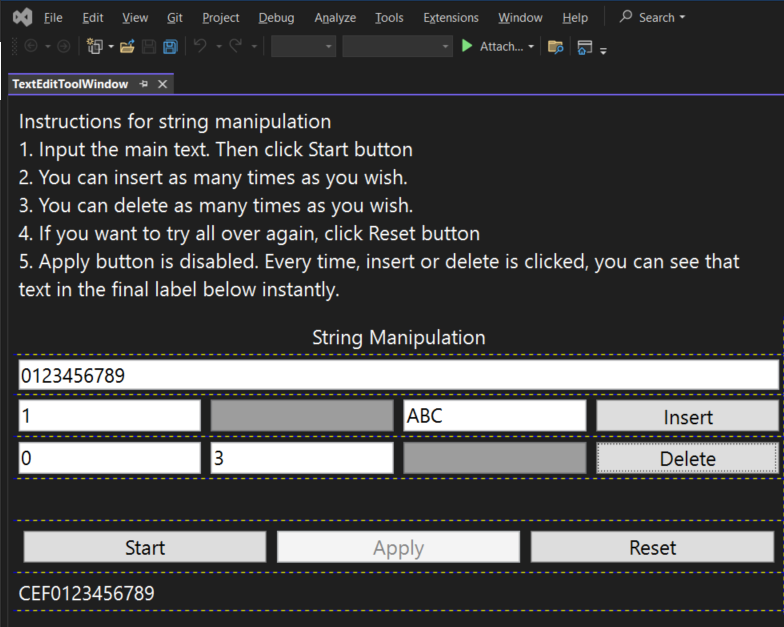 File Edit View Git Project Debug Analyze Tools Extensions Window Help Search
Attach...
TextEditToolWindow
Instructions for string manipulation
1. Input the main text. Then click Start button
2. You can insert as many times as you wish.
3. You can delete as many times as you wish.
4. If you want to try all over again, click Reset button
5. Apply button is disabled. Every time, insert or delete is clicked, you can see that
text in the final label below instantly.
String Manipulation
0123456789
1 ABC Insert
0 3 Delete
Start Apply Reset
CEF0123456789